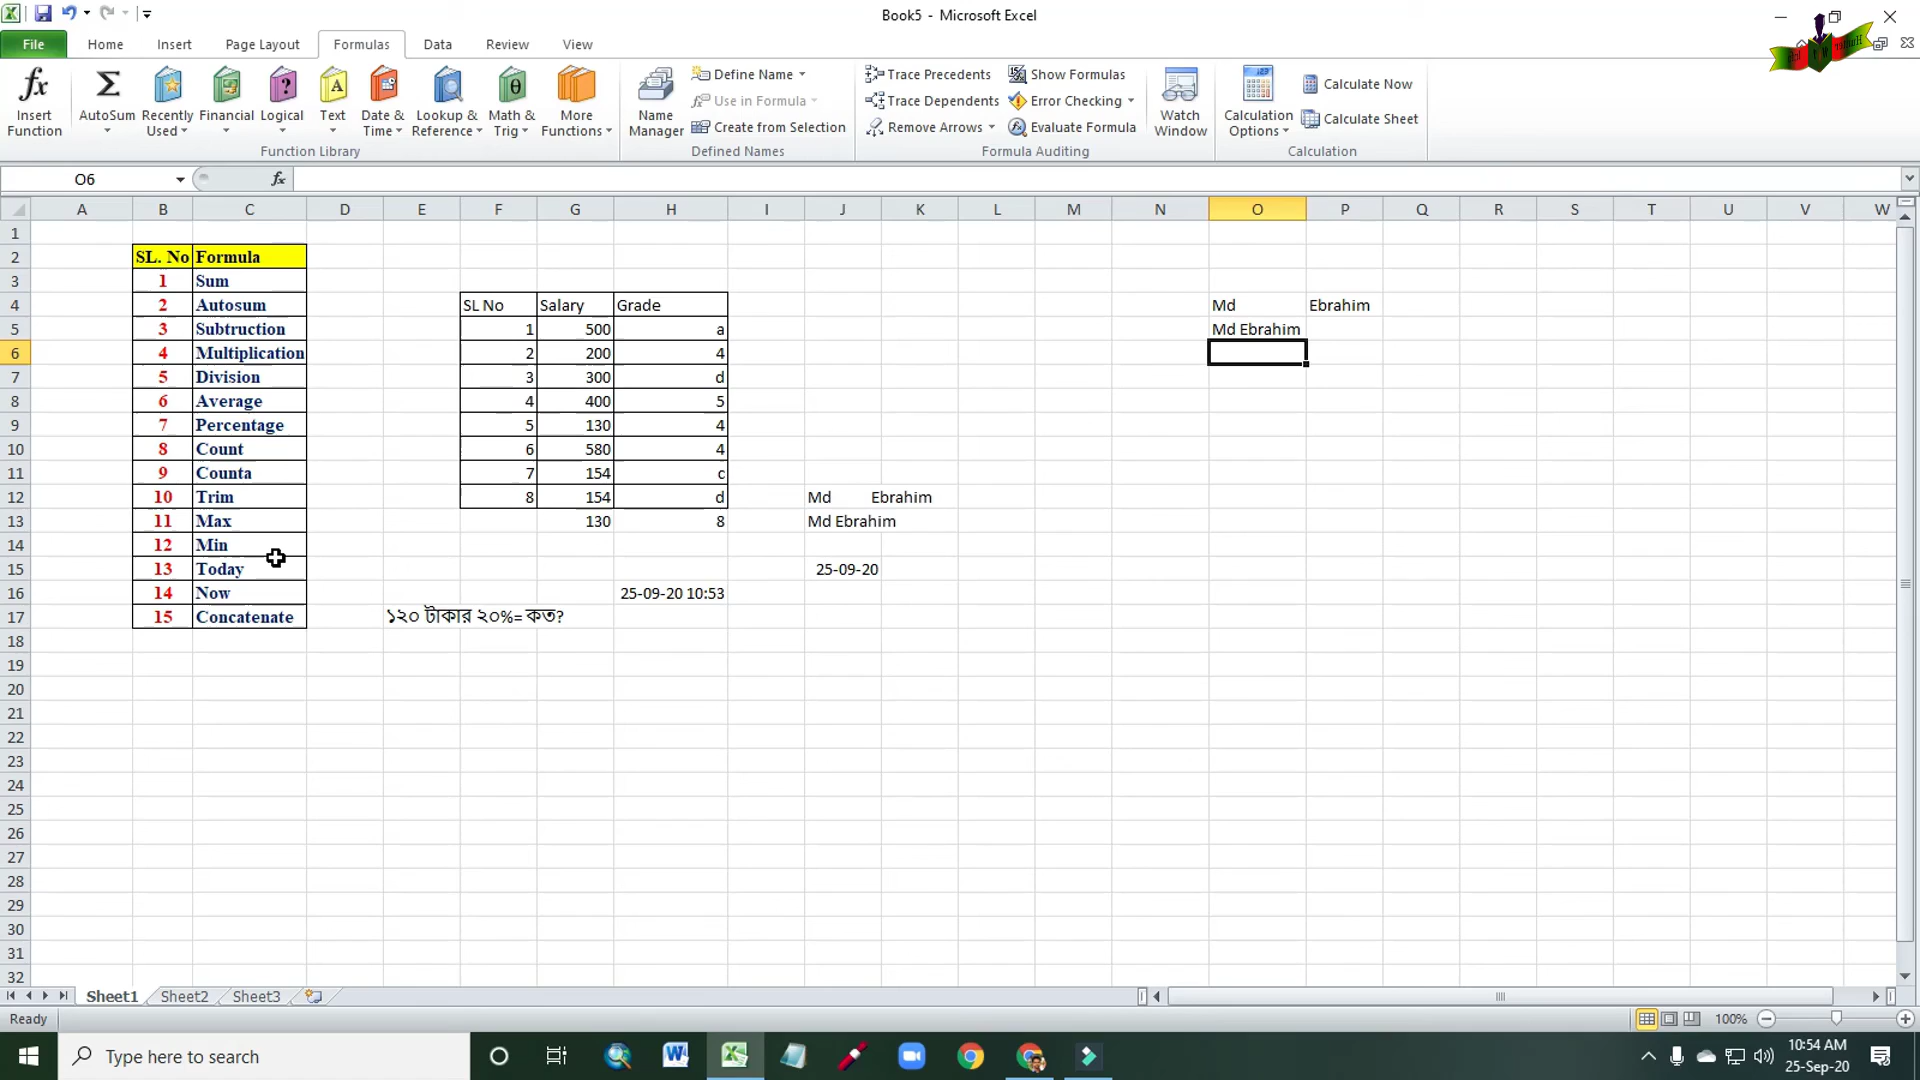 Book5 - Microsoft Excel
File Home Insert Page Layout Formulas Data Review View
Insert Function
AutoSum
Recently Used
Financial
Logical
Text
Date & Time
Lookup & Reference
Math & Trig
More Functions
Function Library
Name Manager
Define Name
Use in Formula
Create from Selection
Defined Names
Trace Precedents
Trace Dependents
Remove Arrows
Show Formulas
Error Checking
Evaluate Formula
Formula Auditing
Watch Window
Calculation Options
Calculate Now
Calculate Sheet
Calculation
O6 fx
A B C D E F G H I J K L M N O P Q R S T U V W
1
2 SL. No Formula
3 1 Sum
4 2 Autosum SL No Salary Grade Md Ebrahim
5 3 Subtruction 1 500 a Md Ebrahim
6 4 Multiplication 2 200 4
7 5 Division 3 300 d
8 6 Average 4 400 5
9 7 Percentage 5 130 4
10 8 Count 6 580 4
11 9 Counta 7 154 c
12 10 Trim 8 154 d Md Ebrahim
13 11 Max 130 8 Md Ebrahim
14 12 Min
15 13 Today 25-09-20
16 14 Now 25-09-20 10:53
17 15 Concatenate ১২০ টাকার ২০%= কত?
18
19
20
21
22
23
24
25
26
27
28
29
30
31
32
Sheet1 Sheet2 Sheet3
Ready 100%
Type here to search
10:54 AM
25-Sep-20